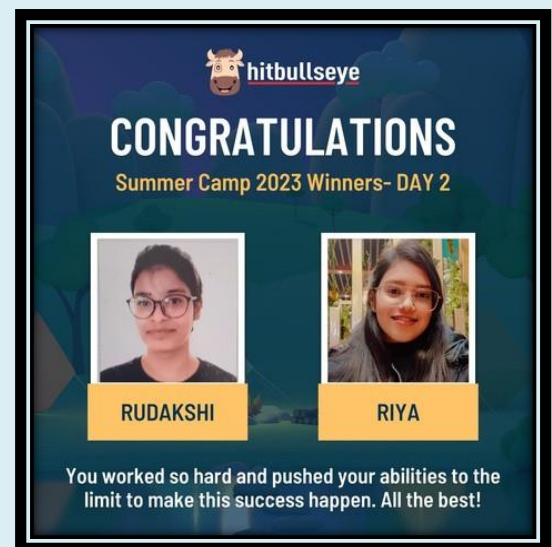 hitbullseye
CONGRATULATIONS
Summer Camp 2023 Winners- DAY 2
RUDAKSHI
RIYA
You worked so hard and pushed your abilities to the
limit to make this success happen. All the best!